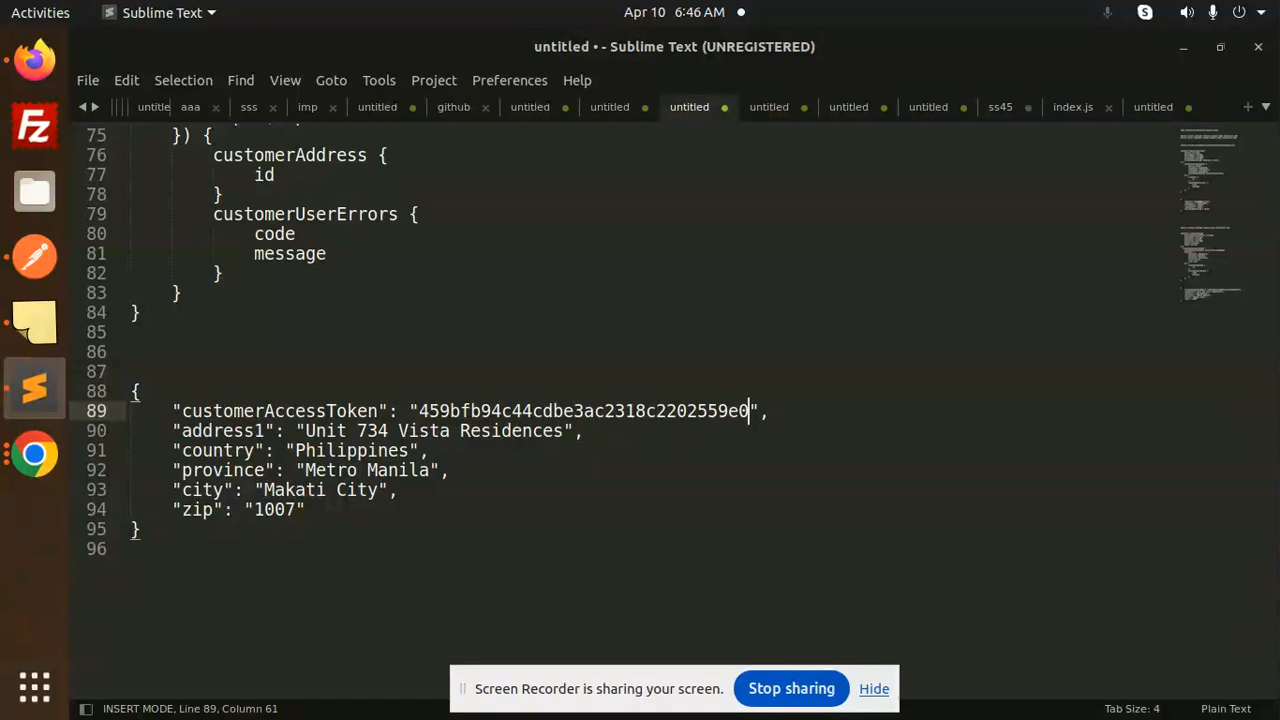 Activities
Sublime Text
Apr 10 6:46 AM
untitled • - Sublime Text (UNREGISTERED)
File Edit Selection Find View Goto Tools Project Preferences Help
untitle aaa sss imp untitled github untitled untitled untitled untitled untitled untitled ss45 index.js untitled
75 }) {
76 customerAddress {
77 id
78 }
79 customerUserErrors {
80 code
81 message
82 }
83 }
84 }
85
86
87
88 {
89 "customerAccessToken": "459bfb94c44cdbe3ac2318c2202559e0",
90 "address1": "Unit 734 Vista Residences",
91 "country": "Philippines",
92 "province": "Metro Manila",
93 "city": "Makati City",
94 "zip": "1007"
95 }
96
Screen Recorder is sharing your screen.
Stop sharing
Hide
INSERT MODE, Line 89, Column 61
Tab Size: 4
Plain Text